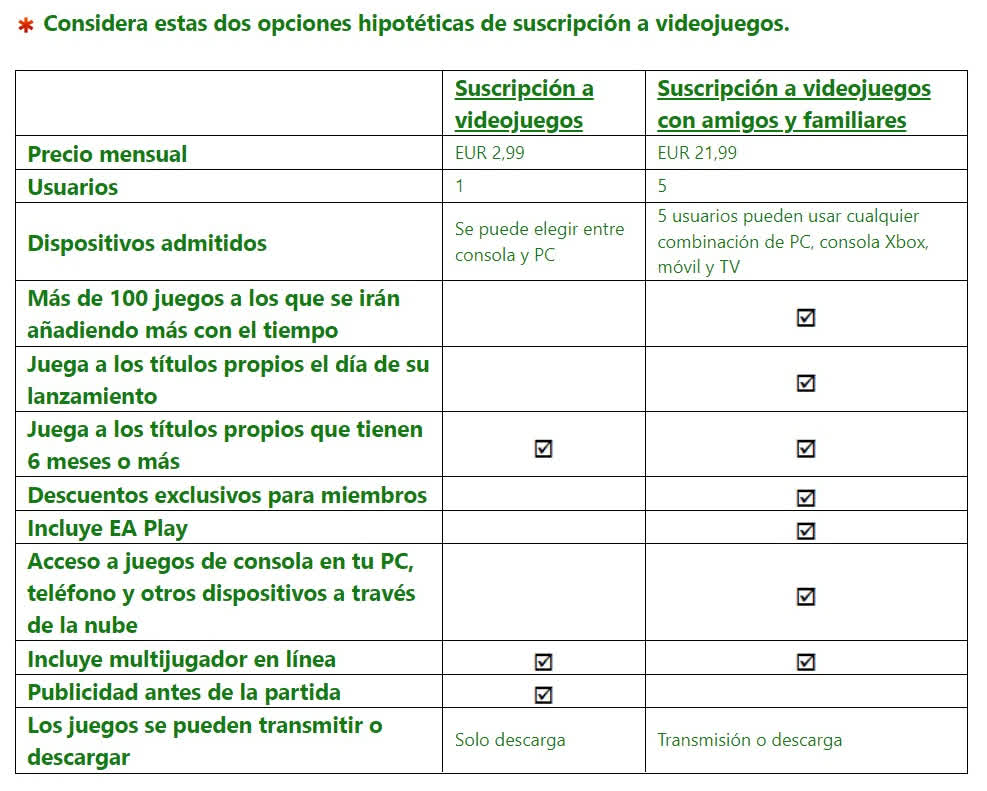 * Considera estas dos opciones hipotéticas de suscripción a videojuegos.
Suscripción a
videojuegos
Suscripción a videojuegos
con amigos y familiares
Precio mensual
EUR 2,99
EUR 21,99
Usuarios
1
5
Dispositivos admitidos
Se puede elegir entre
consola y PC
5 usuarios pueden usar cualquier
combinación de PC, consola Xbox,
móvil y TV
Más de 100 juegos a los que se irán
añadiendo más con el tiempo
☑
Juega a los títulos propios el día de su
lanzamiento
☑
Juega a los títulos propios que tienen
6 meses o más
☑
☑
Descuentos exclusivos para miembros
☑
Incluye EA Play
☑
Acceso a juegos de consola en tu PC,
teléfono y otros dispositivos a través
de la nube
☑
Incluye multijugador en línea
☑
☑
Publicidad antes de la partida
☑
Los juegos se pueden transmitir o
descargar
Solo descarga
Transmisión o descarga